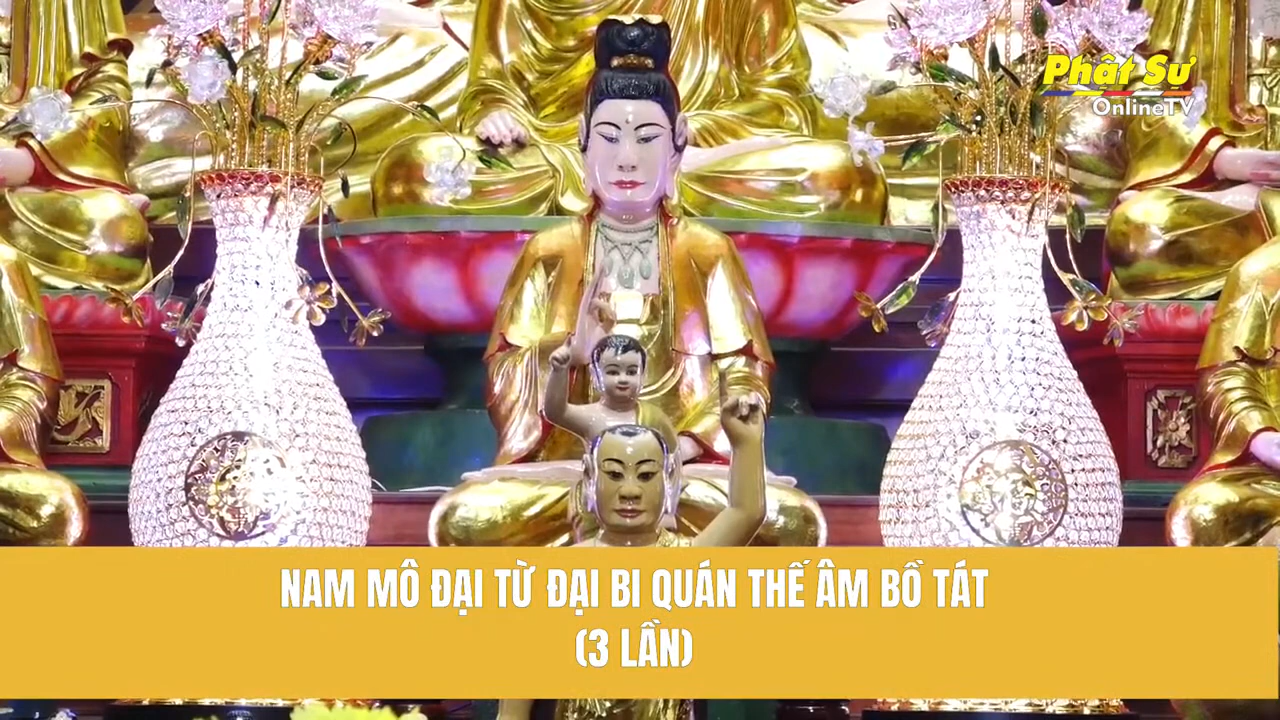 Phật Sự
OnlineTV
NAM MÔ ĐẠI TỪ ĐẠI BI QUÁN THẾ ÂM BỒ TÁT
(3 LẦN)